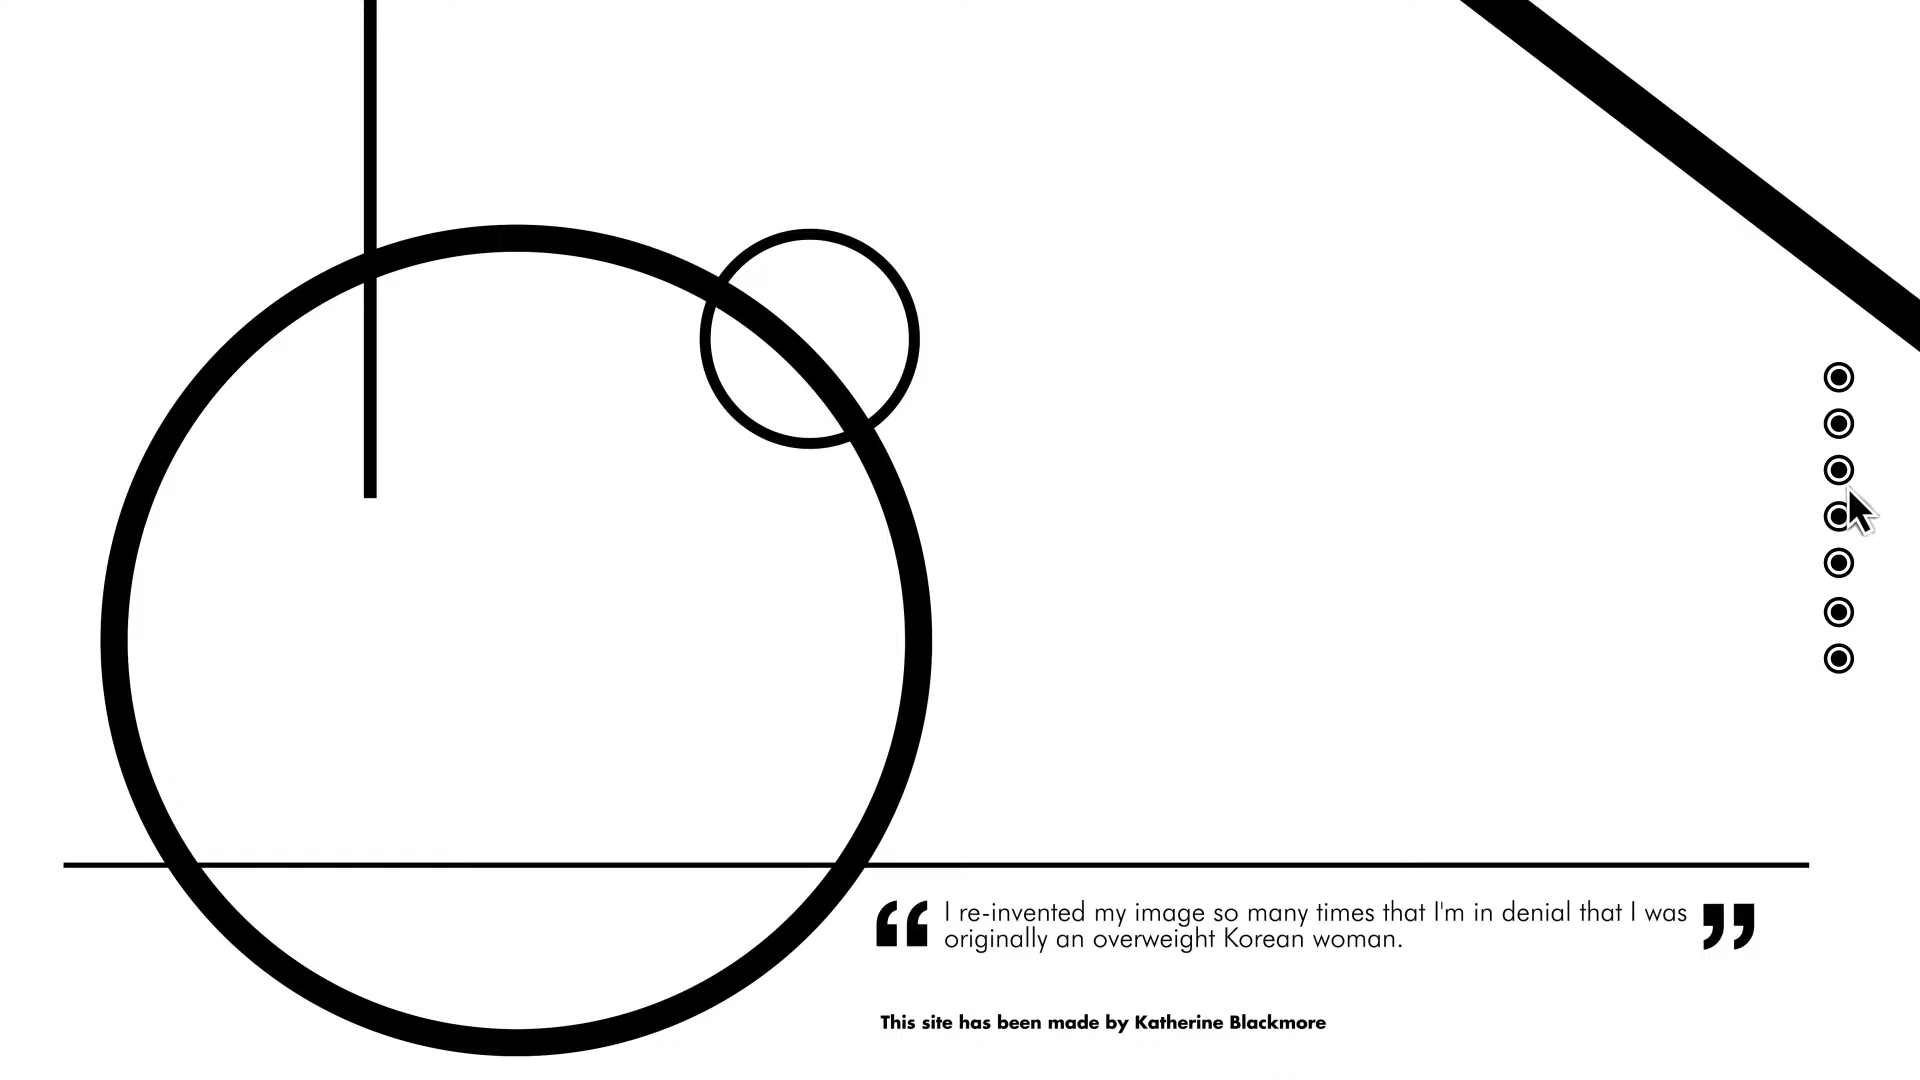 “ I re-invented my image so many times that I'm in denial that I was ”
originally an overweight Korean woman.
This site has been made by Katherine Blackmore